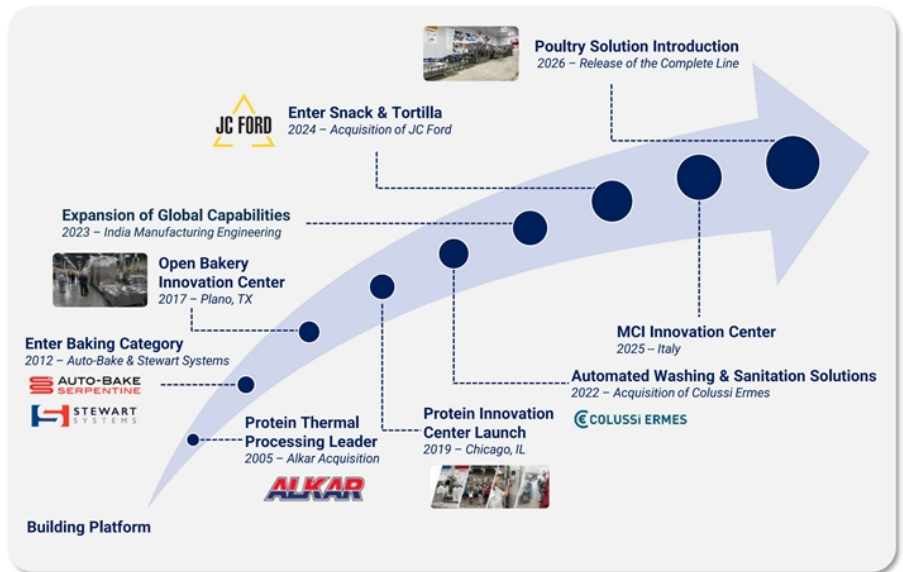 Poultry Solution Introduction
2026 – Release of the Complete Line
JC FORD
Enter Snack & Tortilla
2024 – Acquisition of JC Ford
Expansion of Global Capabilities
2023 – India Manufacturing Engineering
Open Bakery
Innovation Center
2017 – Plano, TX
Enter Baking Category
2012 – Auto-Bake & Stewart Systems
AUTO-BAKE
SERPENTINE
STEWART
SYSTEMS
MCI Innovation Center
2025 – Italy
Automated Washing & Sanitation Solutions
2022 – Acquisition of Colussi Ermes
COLUSSi ERMES
Protein Innovation
Center Launch
2019 – Chicago, IL
Protein Thermal
Processing Leader
2005 – Alkar Acquisition
ALKAR
Building Platform